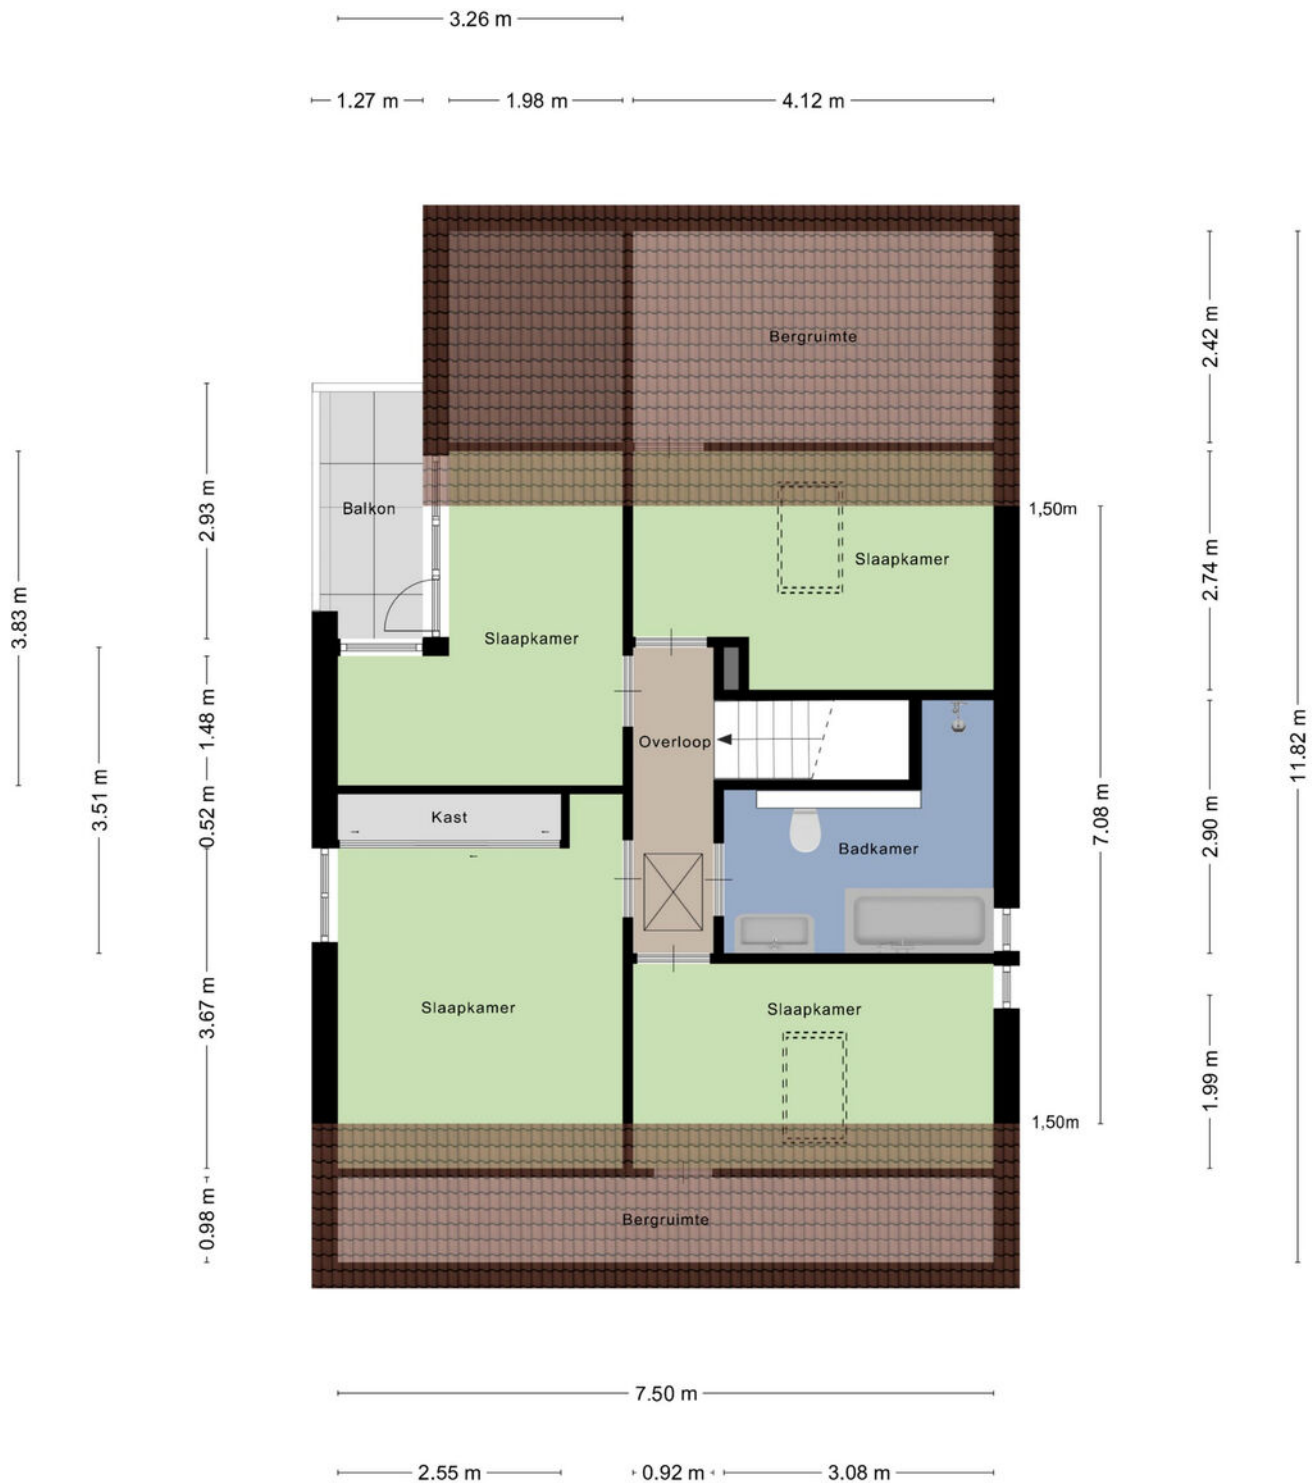 3.26 m
1.27 m
1.98 m
4.12 m
Bergruimte
2.42 m
Balkon
2.93 m
1,50m
Slaapkamer
2.74 m
3.83 m
Slaapkamer
1.48 m
Overloop
11.82 m
3.51 m
0.52 m
Kast
7.08 m
2.90 m
Badkamer
3.67 m
Slaapkamer
Slaapkamer
1.99 m
1,50m
0.98 m
Bergruimte
7.50 m
2.55 m
0.92 m
3.08 m